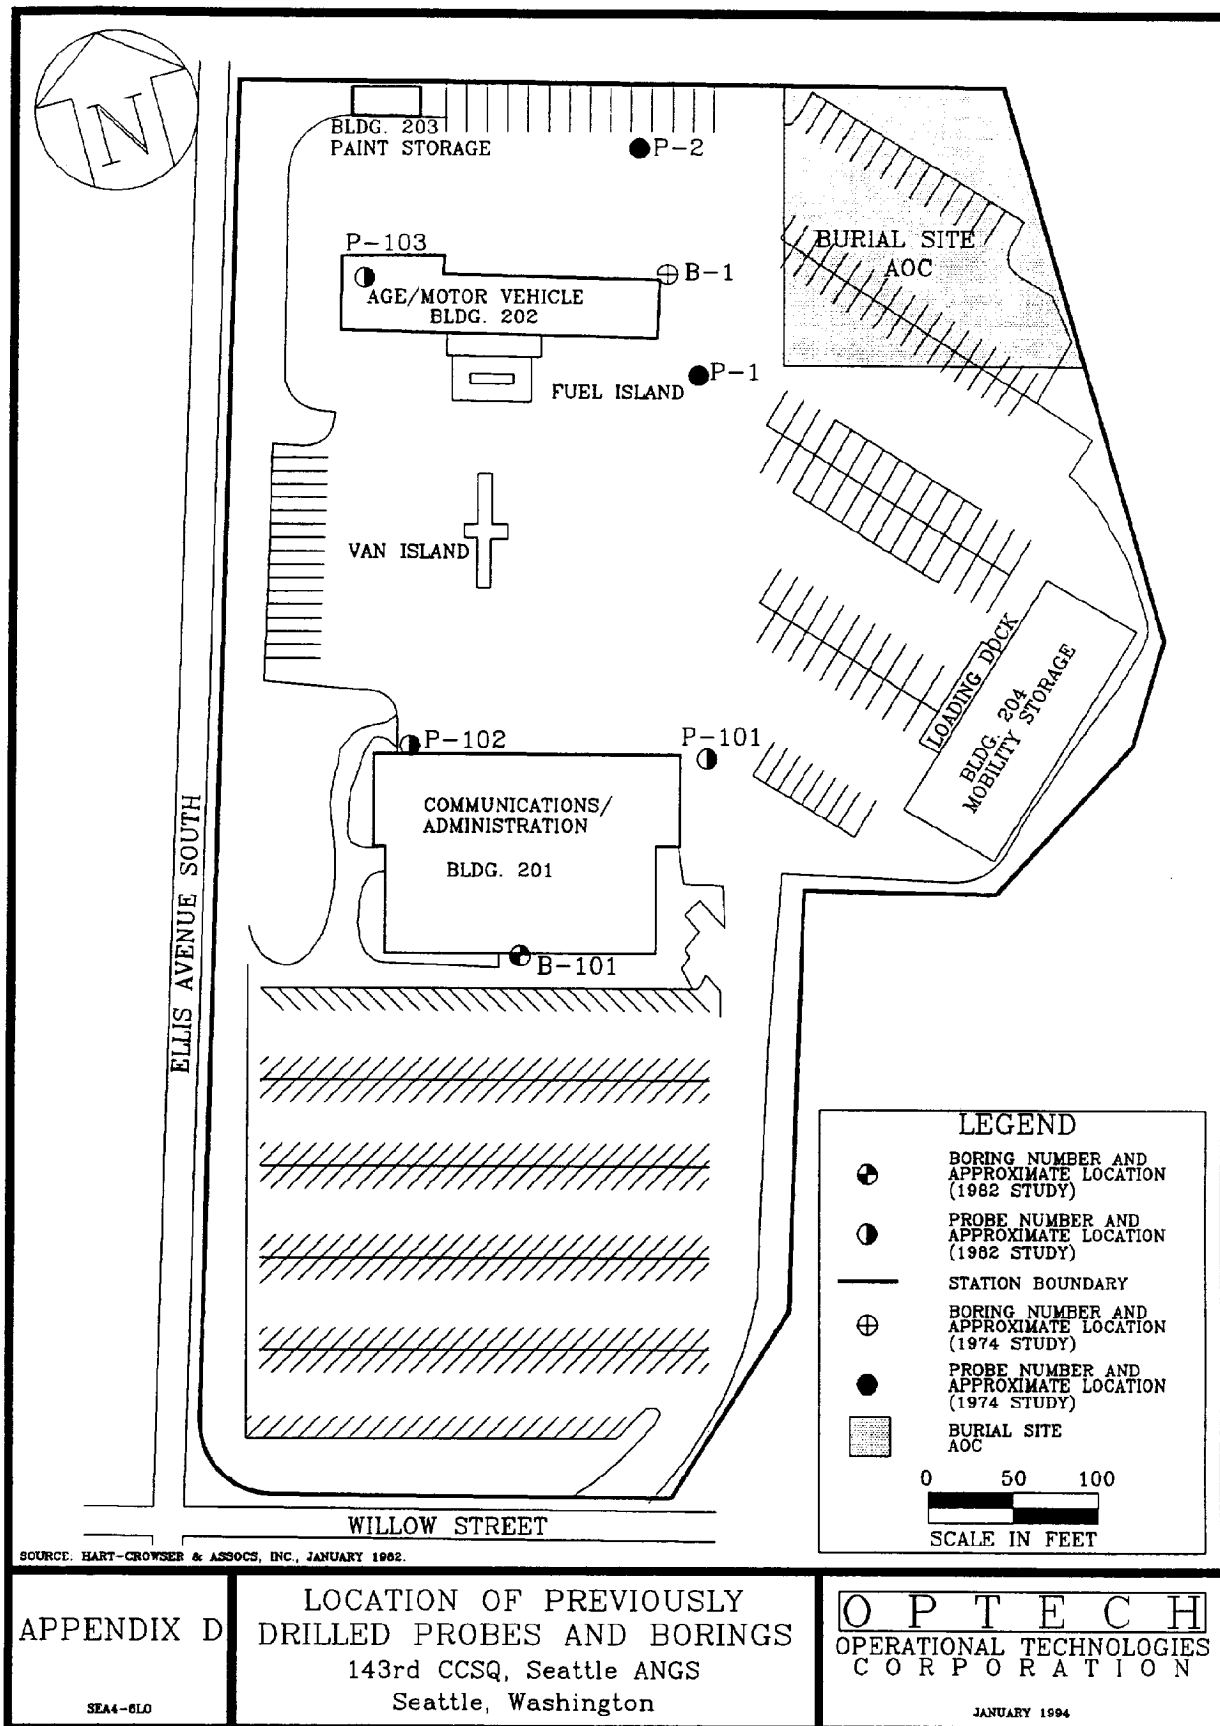 N
BLDG. 203
PAINT STORAGE
P-2
P-103
B-1
BURIAL SITE
AOC
AGE/MOTOR VEHICLE
BLDG. 202
P-1
FUEL ISLAND
VAN ISLAND
LOADING DOCK
BLDG. 204
MOBILITY STORAGE
P-102
P-101
COMMUNICATIONS/
ADMINISTRATION
BLDG. 201
B-101
ELLIS AVENUE SOUTH
WILLOW STREET
LEGEND
BORING NUMBER AND
APPROXIMATE LOCATION
(1982 STUDY)
PROBE NUMBER AND
APPROXIMATE LOCATION
(1982 STUDY)
STATION BOUNDARY
BORING NUMBER AND
APPROXIMATE LOCATION
(1974 STUDY)
PROBE NUMBER AND
APPROXIMATE LOCATION
(1974 STUDY)
BURIAL SITE
AOC
0 50 100
SCALE IN FEET
SOURCE: HART-CROWSER & ASSOCS, INC., JANUARY 1982.
APPENDIX D
SEA4-6LO
LOCATION OF PREVIOUSLY
DRILLED PROBES AND BORINGS
143rd CCSQ, Seattle ANGS
Seattle, Washington
OPTECH
OPERATIONAL TECHNOLOGIES
CORPORATION
JANUARY 1994